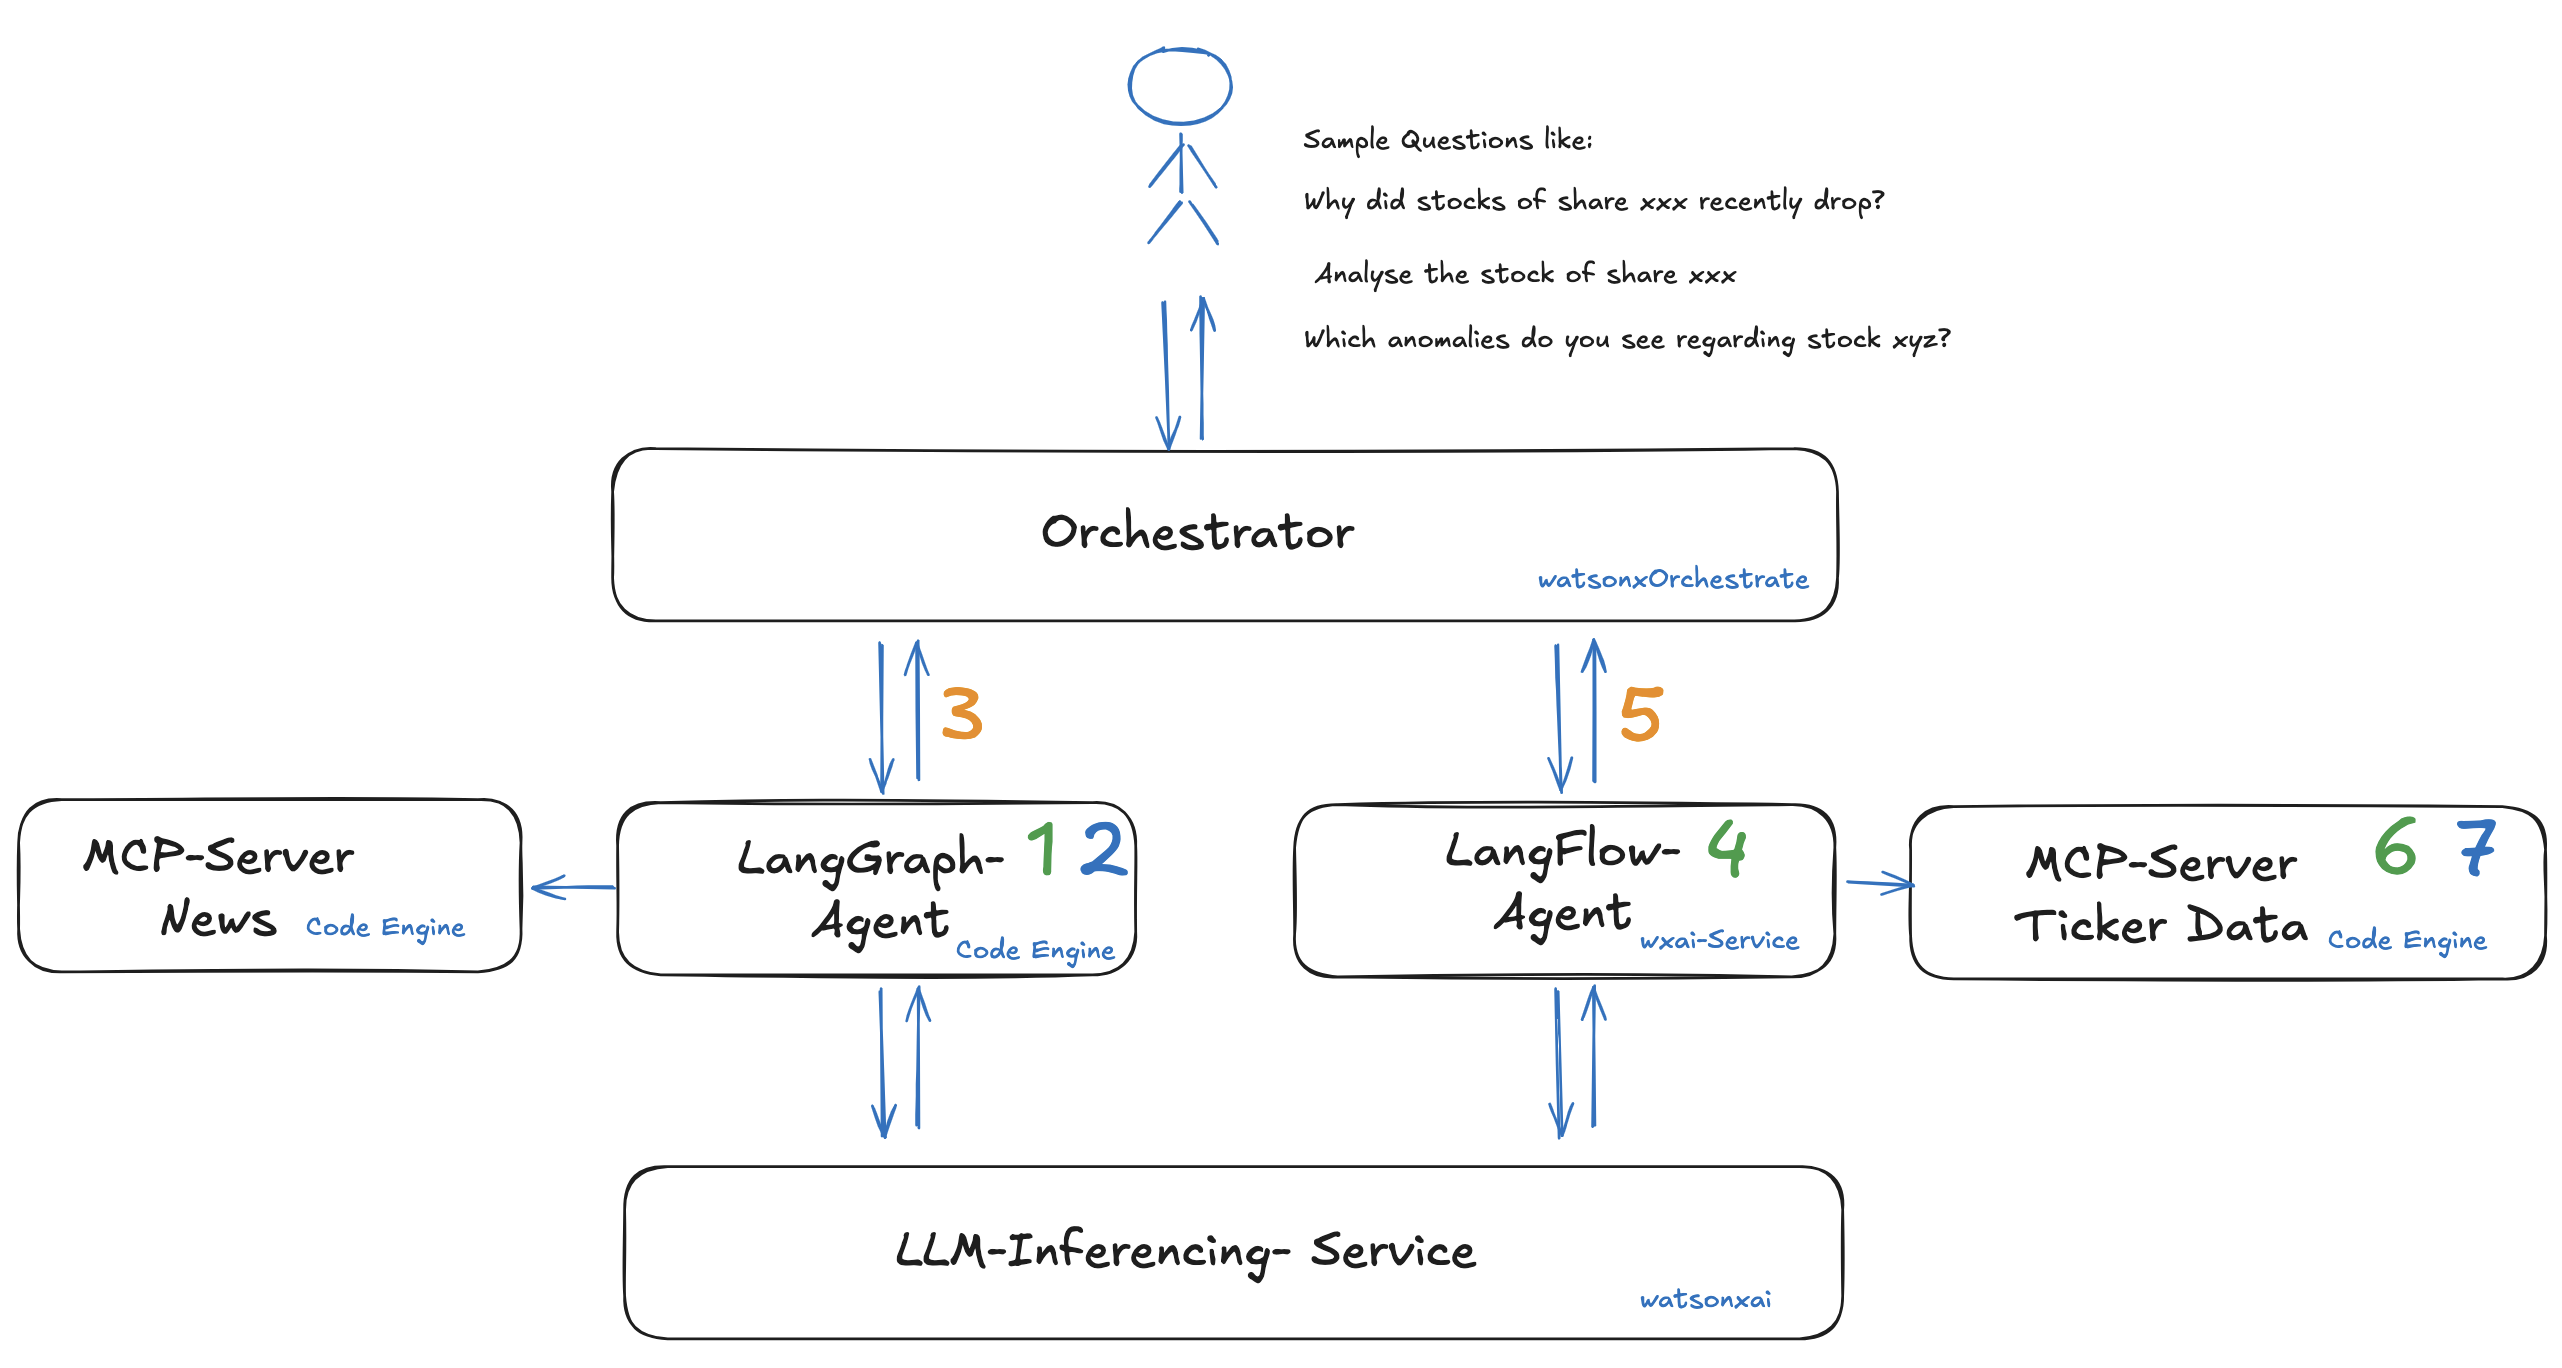 Sample Questions like:
Why did stocks of share xxx recently drop?
Analyse the stock of share xxx
Which anomalies do you see regarding stock xyz?
Orchestrator
watsonxOrchestrate
3
5
MCP-Server
News
Code Engine
LangGraph-
Agent
1 2
Code Engine
LangFlow-
Agent
4
wxai-Service
MCP-Server
Ticker Data
6 7
Code Engine
LLM-Inferencing- Service
watsonxai